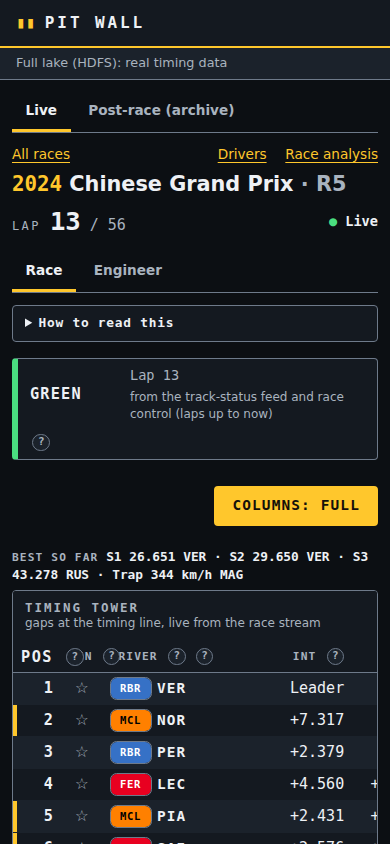 PIT WALL
Full lake (HDFS): real timing data
Live Post-race (archive)
All races Drivers Race analysis
2024 Chinese Grand Prix · R5
LAP 13 / 56 ● Live
Race Engineer
▶ How to read this
GREEN
Lap 13
from the track-status feed and race
control (laps up to now)
?
COLUMNS: FULL
BEST SO FAR S1 26.651 VER · S2 29.650 VER · S3
43.278 RUS · Trap 344 km/h MAG
TIMING TOWER
gaps at the timing line, live from the race stream
POS ? N ? RIVER ? ? INT ?
1 ☆ RBR VER Leader
2 ☆ MCL NOR +7.317
3 ☆ RBR PER +2.379
4 ☆ FER LEC +4.560 +
5 ☆ MCL PIA +2.431 +